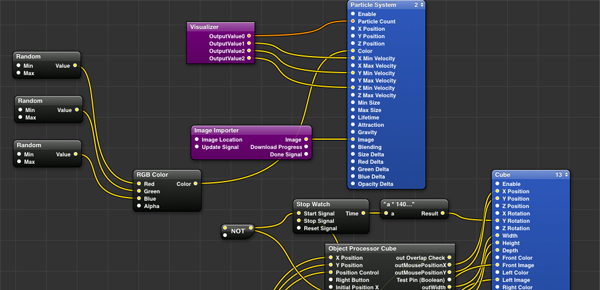 Particle System 2
Enable
Particle Count
X Position
Y Position
Z Position
Color
X Min Velocity
X Max Velocity
Y Min Velocity
Y Max Velocity
Z Min Velocity
Z Max Velocity
Min Size
Max Size
Lifetime
Attraction
Gravity
Image
Blending
Size Delta
Red Delta
Green Delta
Blue Delta
Opacity Delta
Visualizer
OutputValue0
OutputValue1
OutputValue2
OutputValue2
Random
Min Value
Max
Random
Min Value
Max
Random
Min Value
Max
Image Importer
Image Location Image
Update Signal Download Progress
Done Signal
RGB Color
Red Color
Green
Blue
Alpha
NOT
Stop Watch
Start Signal Time
Stop Signal
Reset Signal
"a * 140..."
a Result
Object Processor Cube
X Position out Overlap Check
Y Position outMousePositionX
Position Control outMousePositionY
Right Button Test Pin (Boolean)
Initial Position X outWidth
Cube 13
Enable
X Position
Y Position
Z Position
X Rotation
Y Rotation
Z Rotation
Width
Height
Depth
Front Color
Front Image
Left Color
Left Image
Right Color